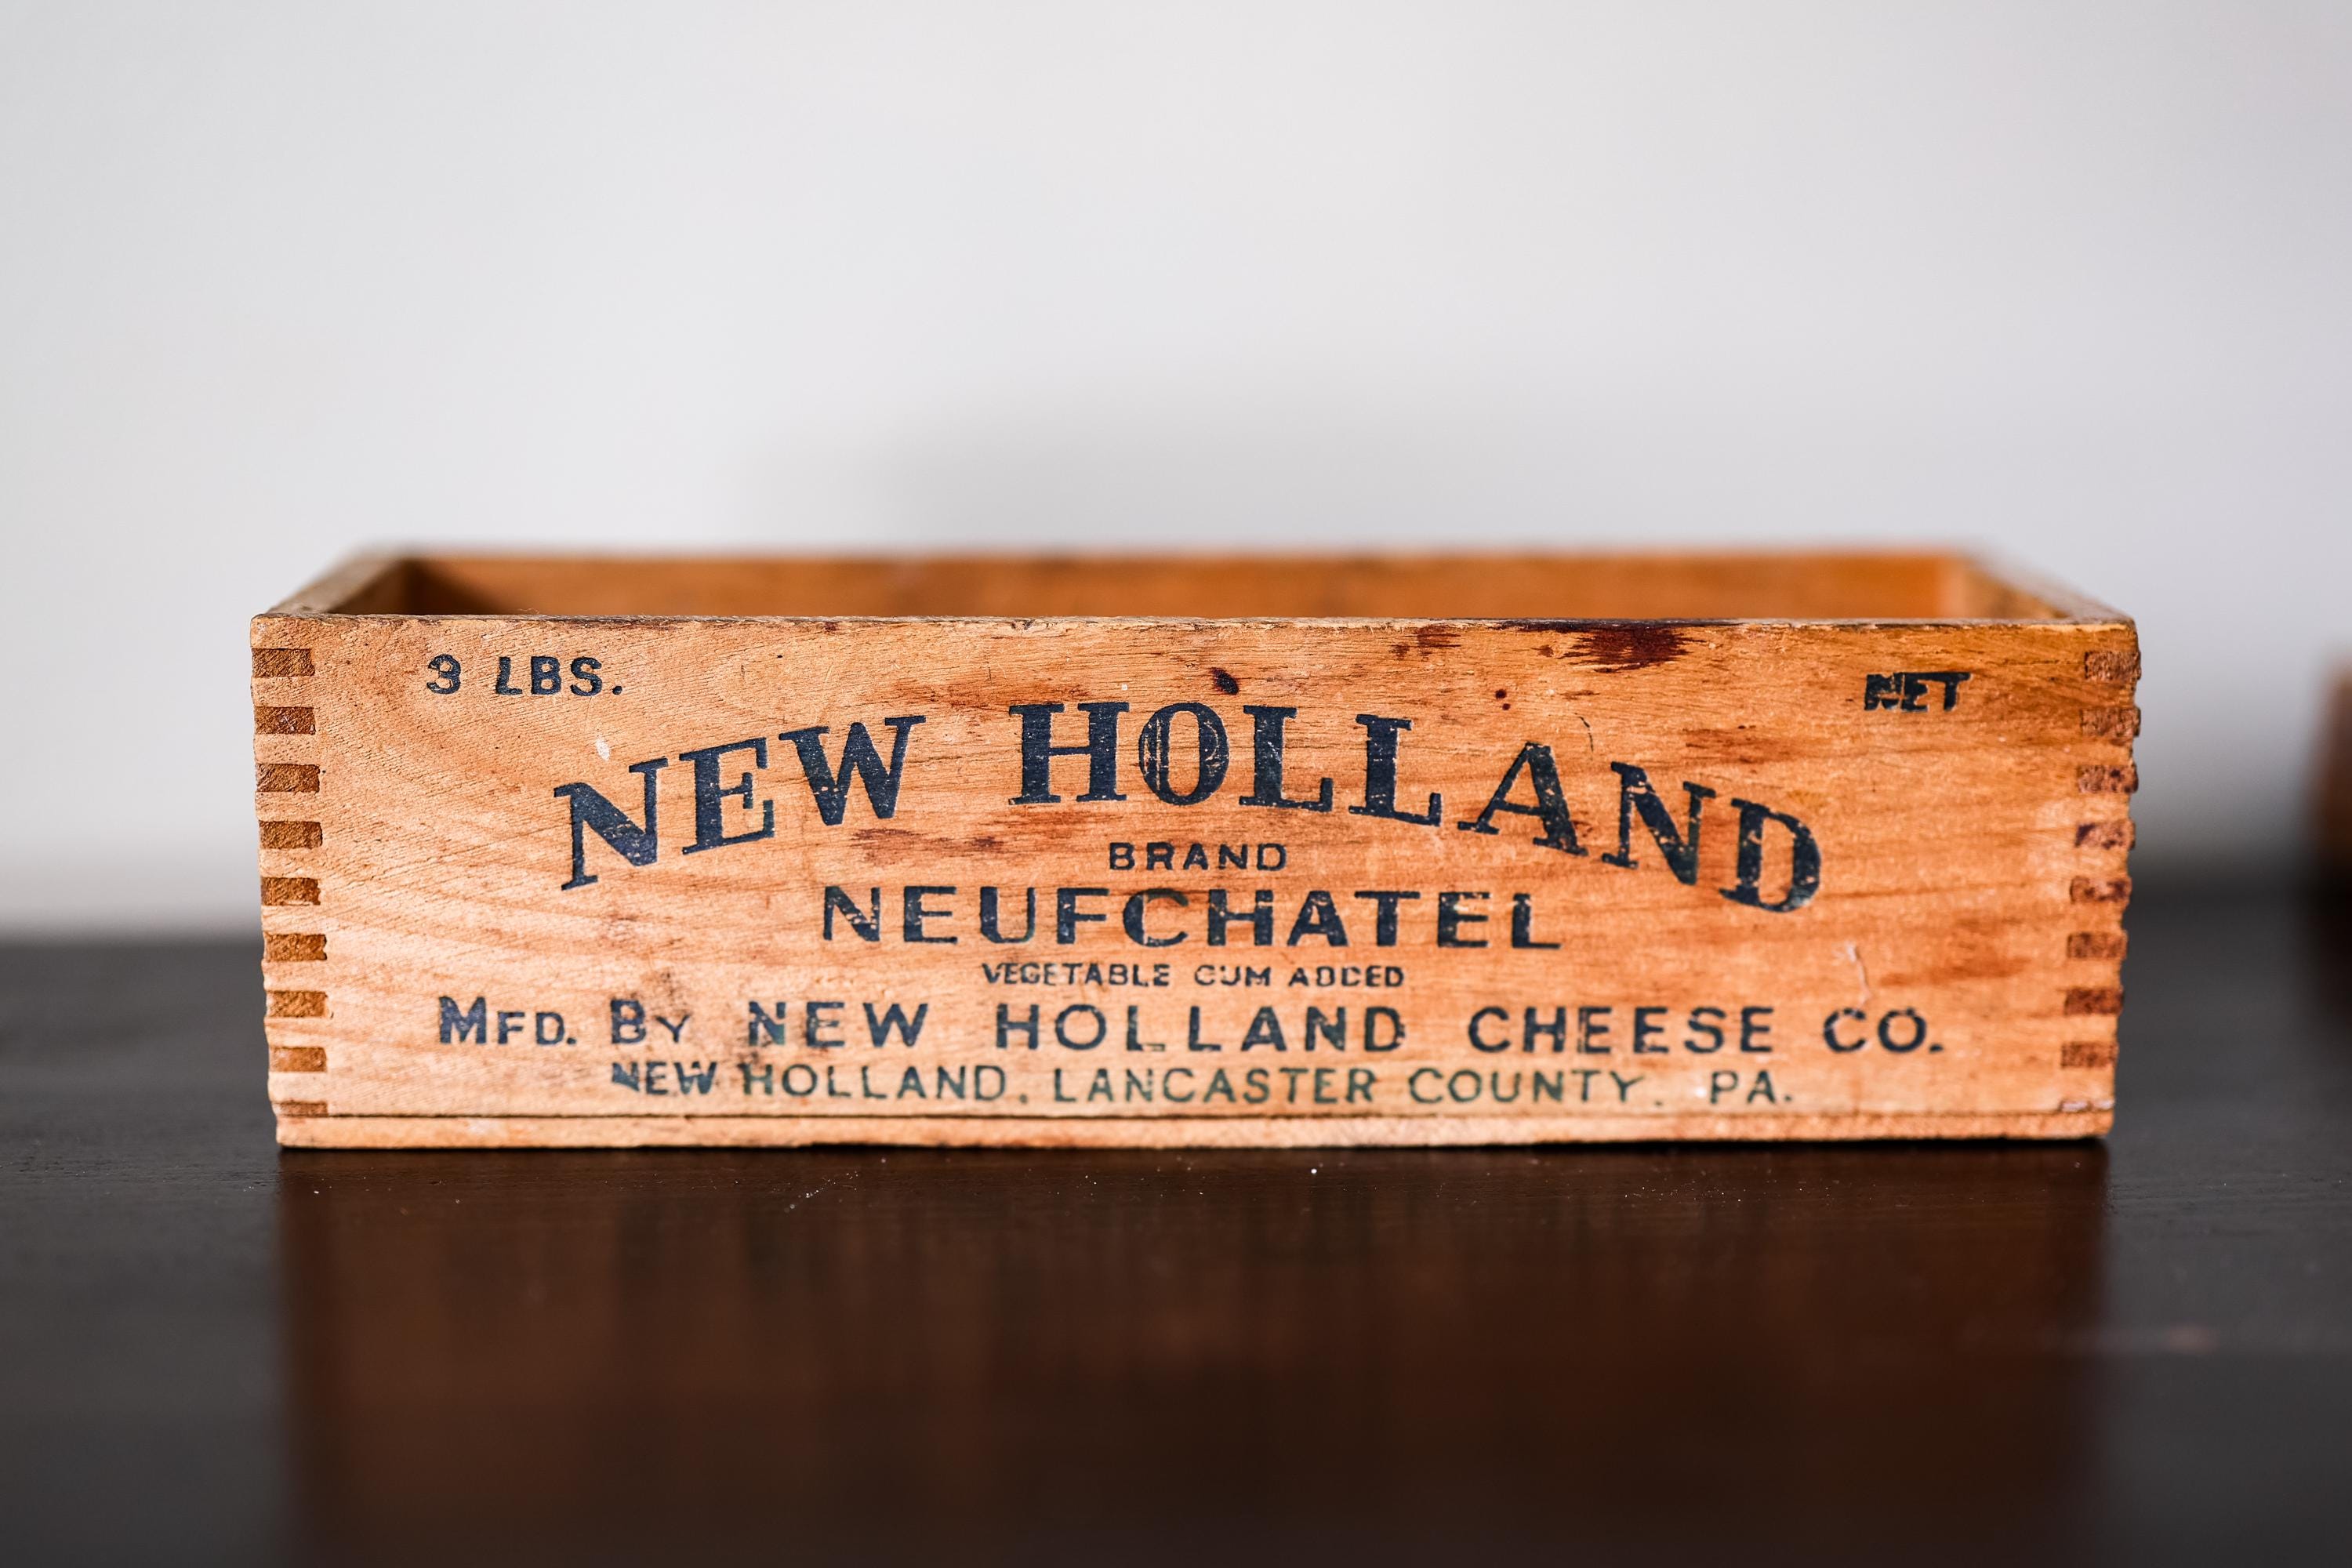 3 LBS. NET
NEW HOLLAND
BRAND
NEUFCHATEL
VEGETABLE GUM ADDED
MFD. BY NEW HOLLAND CHEESE CO.
NEW HOLLAND, LANCASTER COUNTY, PA.